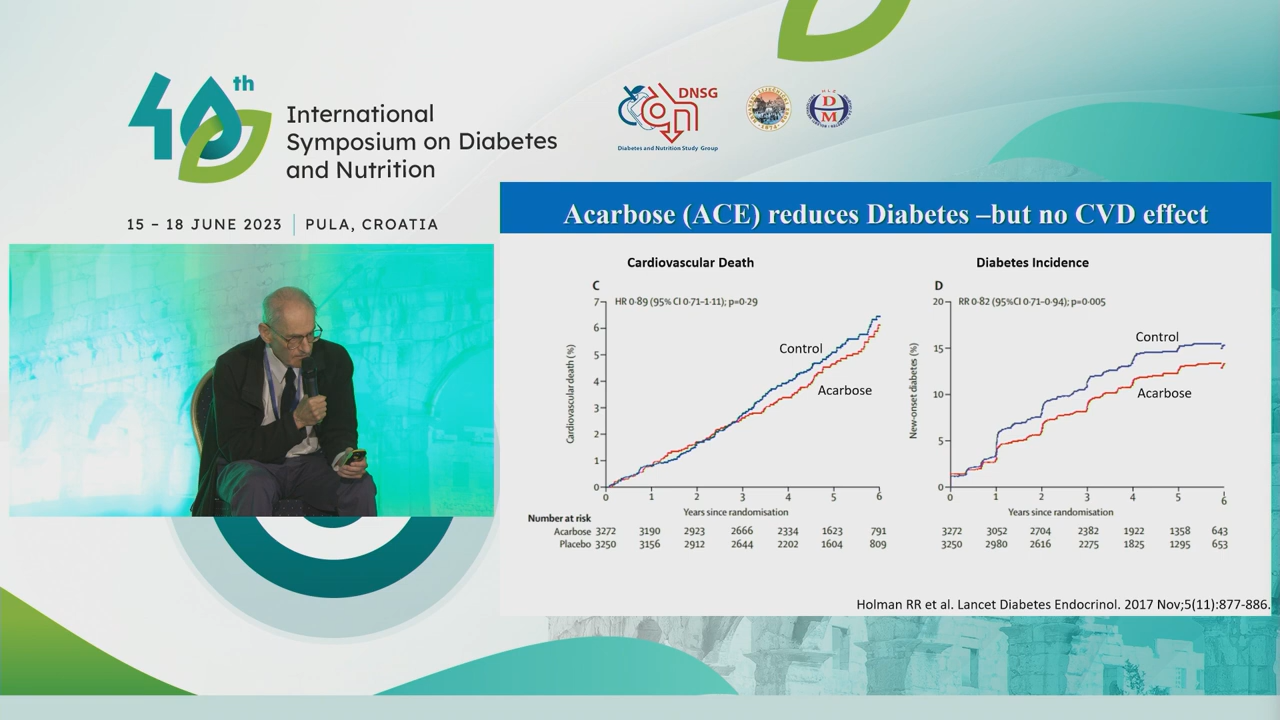 40th
International
Symposium on Diabetes
and Nutrition
15 – 18 JUNE 2023 | PULA, CROATIA
DNSG
Diabetes and Nutrition Study Group
D
M
Acarbose (ACE) reduces Diabetes –but no CVD effect
Cardiovascular Death
C
HR 0·89 (95% CI 0·71–1·11); p=0·29
Cardiovascular death (%)
7
6
5
4
3
2
1
0
Control
Acarbose
0 1 2 3 4 5 6
Years since randomisation
Number at risk
Acarbose 3272 3190 2923 2666 2334 1623 791
Placebo 3250 3156 2912 2644 2202 1604 809
Diabetes Incidence
D
RR 0·82 (95%CI 0·71–0·94); p=0·005
New-onset diabetes (%)
20
15
10
5
0
Control
Acarbose
0 1 2 3 4 5 6
Years since randomisation
3272 3052 2704 2382 1922 1358 643
3250 2980 2616 2275 1825 1295 653
Holman RR et al. Lancet Diabetes Endocrinol. 2017 Nov;5(11):877-886.